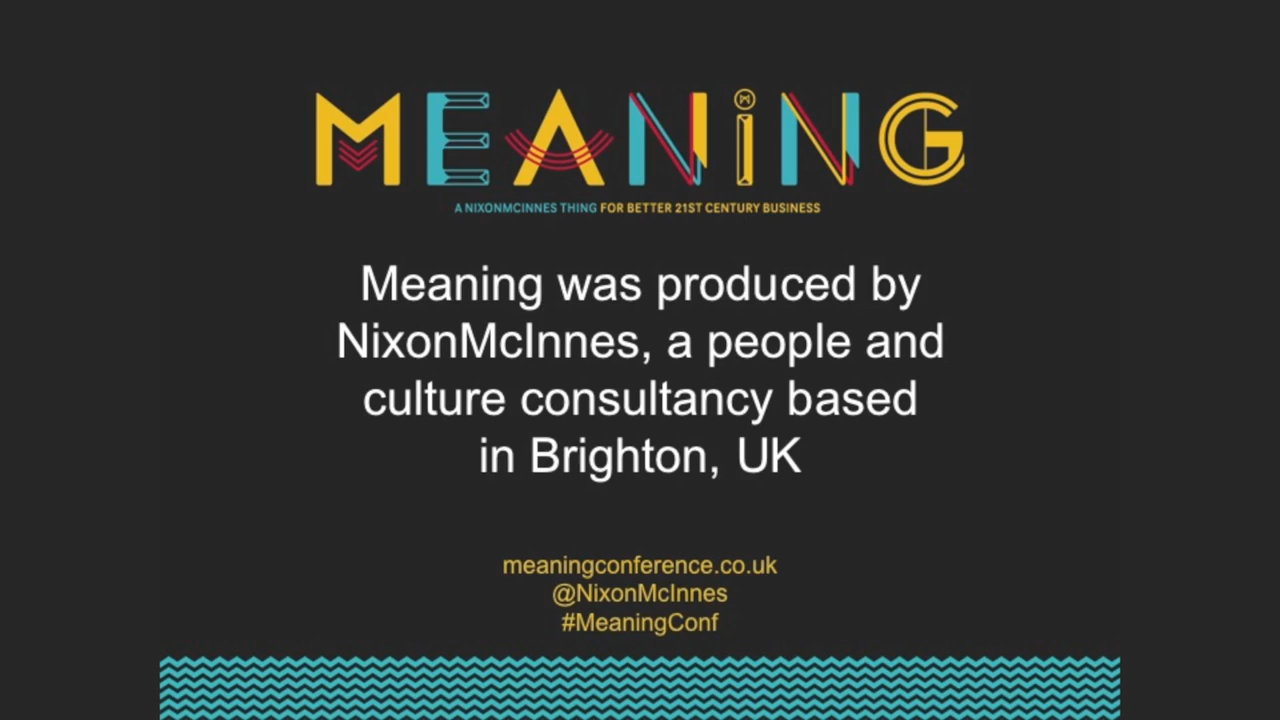 MEANiNG
A NIXONMCINNES THING FOR BETTER 21ST CENTURY BUSINESS
Meaning was produced by
NixonMcInnes, a people and
culture consultancy based
in Brighton, UK
meaningconference.co.uk
@NixonMcInnes
#MeaningConf